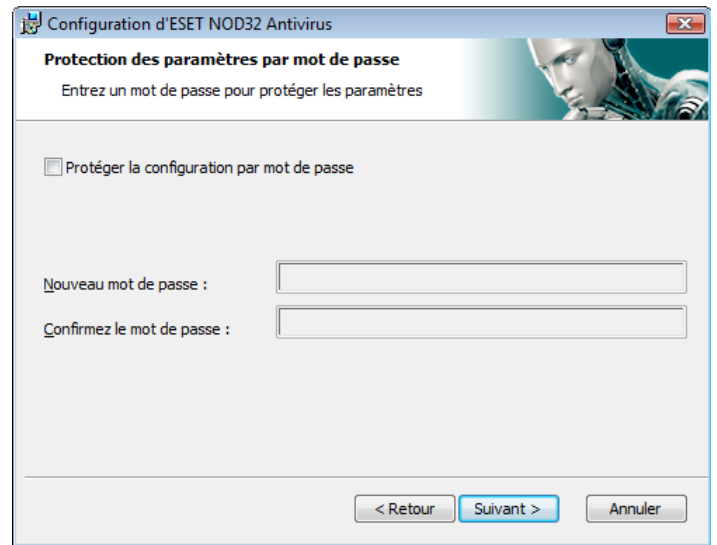 Configuration d'ESET NOD32 Antivirus
Protection des paramètres par mot de passe
Entrez un mot de passe pour protéger les paramètres
Protéger la configuration par mot de passe
Nouveau mot de passe :
Confirmez le mot de passe :
< Retour
Suivant >
Annuler